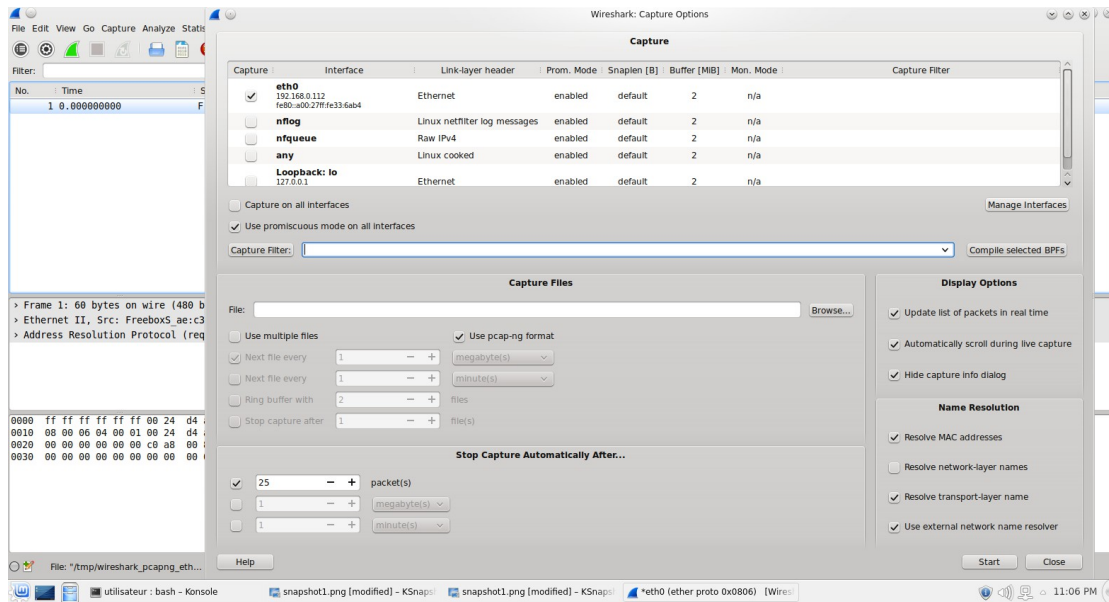 Wireshark: Capture Options
File Edit View Go Capture Analyze Statis
Filter:
No. Time S
1 0.000000000 F
Capture
Capture Interface Link-layer header Prom. Mode Snaplen [B] Buffer [MiB] Mon. Mode Capture Filter
eth0
192.168.0.112
fe80::a00:27ff:fe33:6ab4
Ethernet enabled default 2 n/a
nflog Linux netfilter log messages enabled default 2 n/a
nfqueue Raw IPv4 enabled default 2 n/a
any Linux cooked enabled default 2 n/a
Loopback: lo
127.0.0.1
Ethernet enabled default 2 n/a
Capture on all interfaces
Manage Interfaces
Use promiscuous mode on all interfaces
Capture Filter:
Compile selected BPFs
Capture Files
File:
Browse...
Use multiple files
Use pcap-ng format
Next file every 1 megabyte(s)
Next file every 1 minute(s)
Ring buffer with 2 files
Stop capture after 1 file(s)
Stop Capture Automatically After...
25 packet(s)
1 megabyte(s)
1 minute(s)
Display Options
Update list of packets in real time
Automatically scroll during live capture
Hide capture info dialog
Name Resolution
Resolve MAC addresses
Resolve network-layer names
Resolve transport-layer name
Use external network name resolver
Help
Start
Close
Frame 1: 60 bytes on wire (480 b
Ethernet II, Src: FreeboxS_ae:c3
Address Resolution Protocol (req
0000 ff ff ff ff ff ff 00 24 d4
0010 08 00 06 04 00 01 00 24 d4
0020 00 00 00 00 00 00 c0 a8 00
0030 00 00 00 00 00 00 00 00 00
File: "/tmp/wireshark_pcapng_eth...
utilisateur : bash – Konsole
snapshot1.png [modified] – KSnaps
snapshot1.png [modified] – KSnaps
*eth0 (ether proto 0x0806) [Wires
11:06 PM